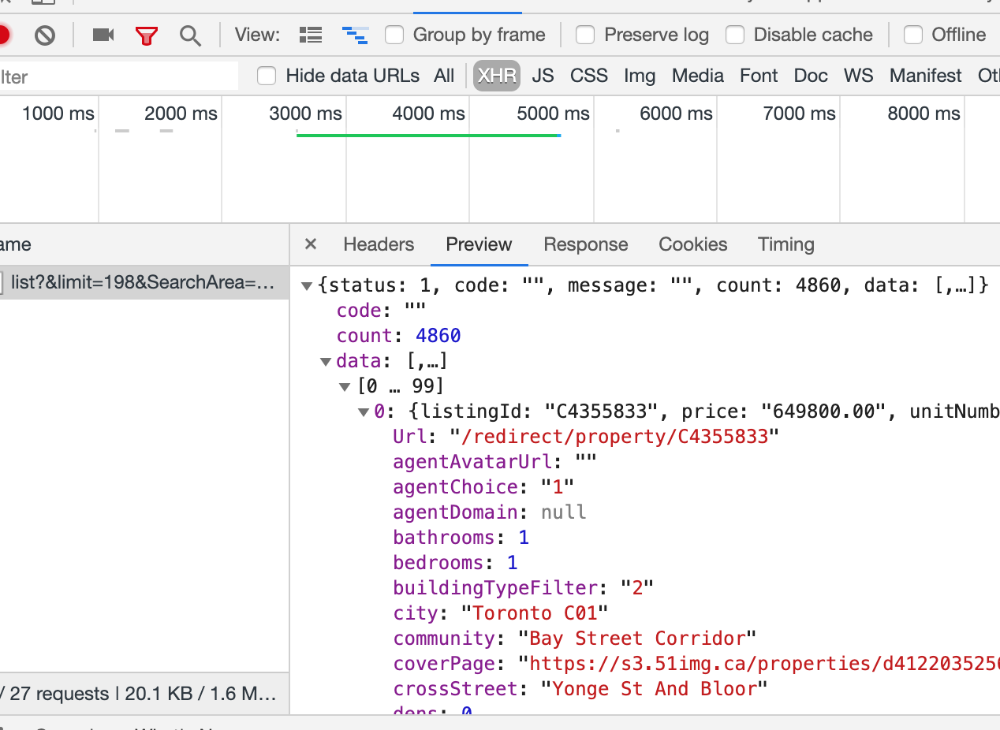 View: Group by frame Preserve log Disable cache Offline
lter Hide data URLs All XHR JS CSS Img Media Font Doc WS Manifest Ot
1000 ms 2000 ms 3000 ms 4000 ms 5000 ms 6000 ms 7000 ms 8000 ms
ame × Headers Preview Response Cookies Timing
list?&limit=198&SearchArea=…
{status: 1, code: "", message: "", count: 4860, data: [,…]}
code: ""
count: 4860
data: [,…]
[0 … 99]
0: {listingId: "C4355833", price: "649800.00", unitNumb
Url: "/redirect/property/C4355833"
agentAvatarUrl: ""
agentChoice: "1"
agentDomain: null
bathrooms: 1
bedrooms: 1
buildingTypeFilter: "2"
city: "Toronto C01"
community: "Bay Street Corridor"
coverPage: "https://s3.51img.ca/properties/d4122035250
crossStreet: "Yonge St And Bloor"
dens: 0
/ 27 requests | 20.1 KB / 1.6 M…